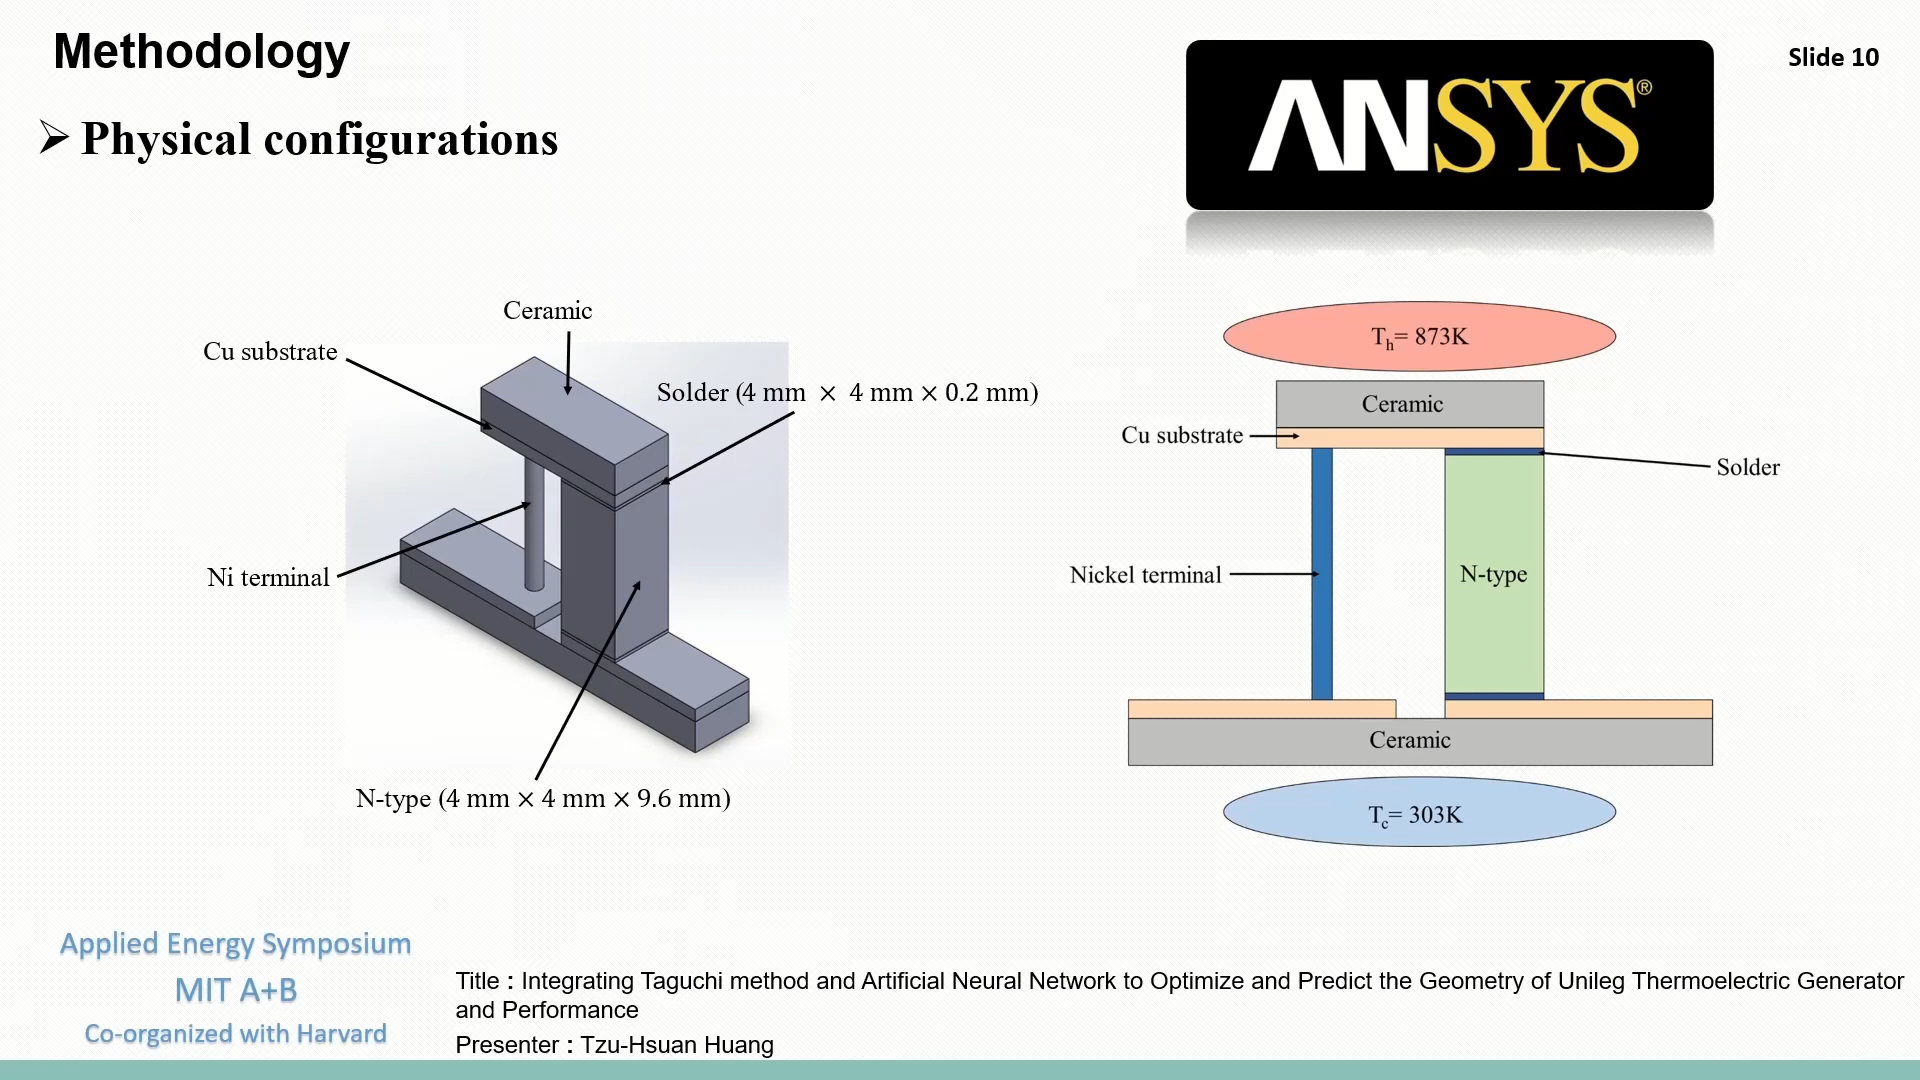 Methodology
Slide 10
ANSYS®
➢ Physical configurations
Ceramic
Cu substrate
Solder (4 mm × 4 mm × 0.2 mm)
Ni terminal
N-type (4 mm × 4 mm × 9.6 mm)
Th= 873K
Ceramic
Cu substrate
Solder
Nickel terminal
N-type
Ceramic
Tc= 303K
Applied Energy Symposium
MIT A+B
Co-organized with Harvard
Title : Integrating Taguchi method and Artificial Neural Network to Optimize and Predict the Geometry of Unileg Thermoelectric Generator
and Performance
Presenter : Tzu-Hsuan Huang